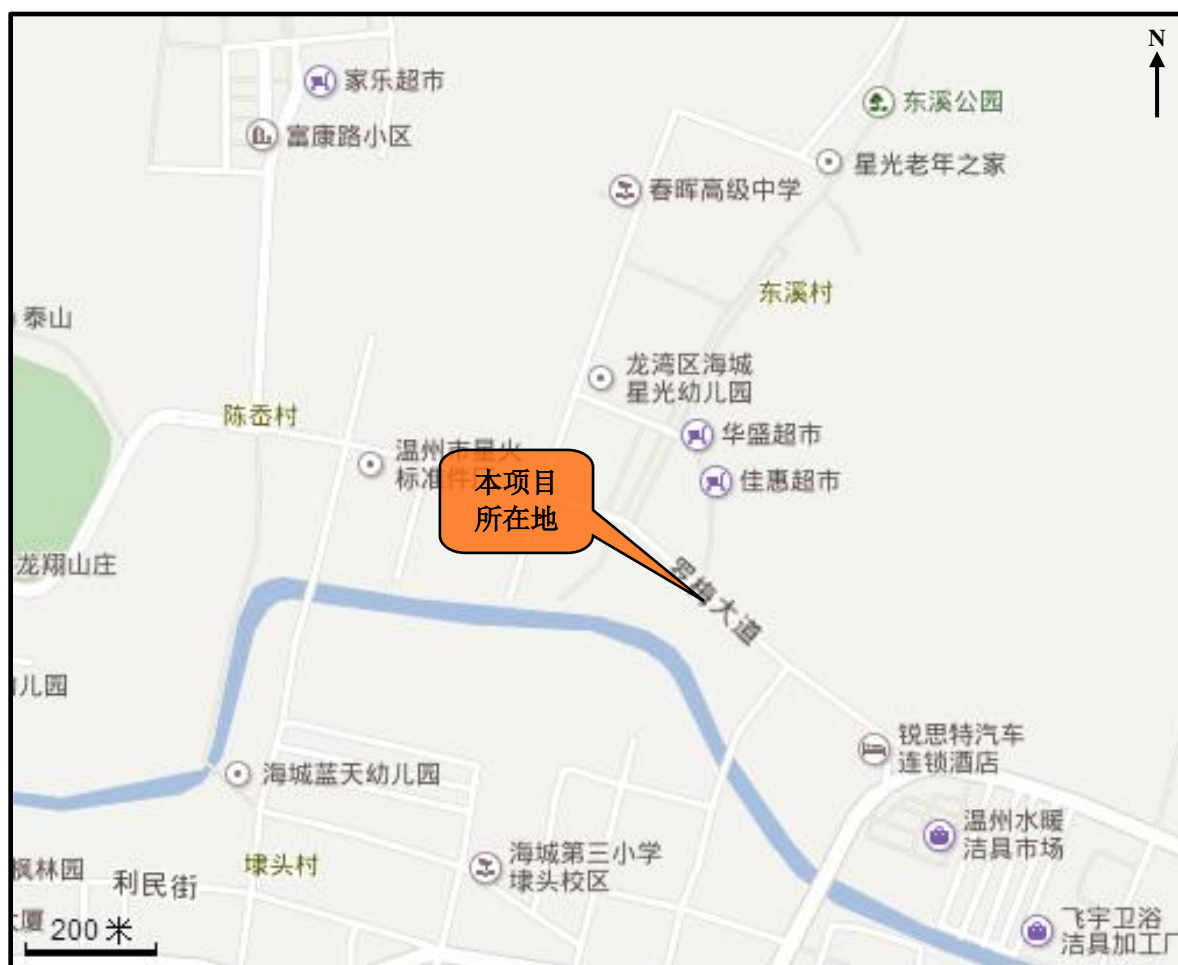 N
家乐超市
东溪公园
富康路小区
星光老年之家
春晖高级中学
东溪村
泰山
龙湾区海城
星光幼儿园
陈岙村
华盛超市
温州市星火
标准件厂
本项目
所在地
佳惠超市
龙翔山庄
罗梅大道
儿园
锐思特汽车
连锁酒店
海城蓝天幼儿园
温州水暖
洁具市场
海城第三小学
埭头校区
埭头村
枫林园
利民街
大厦
200 米
飞宇卫浴
洁具加工厂